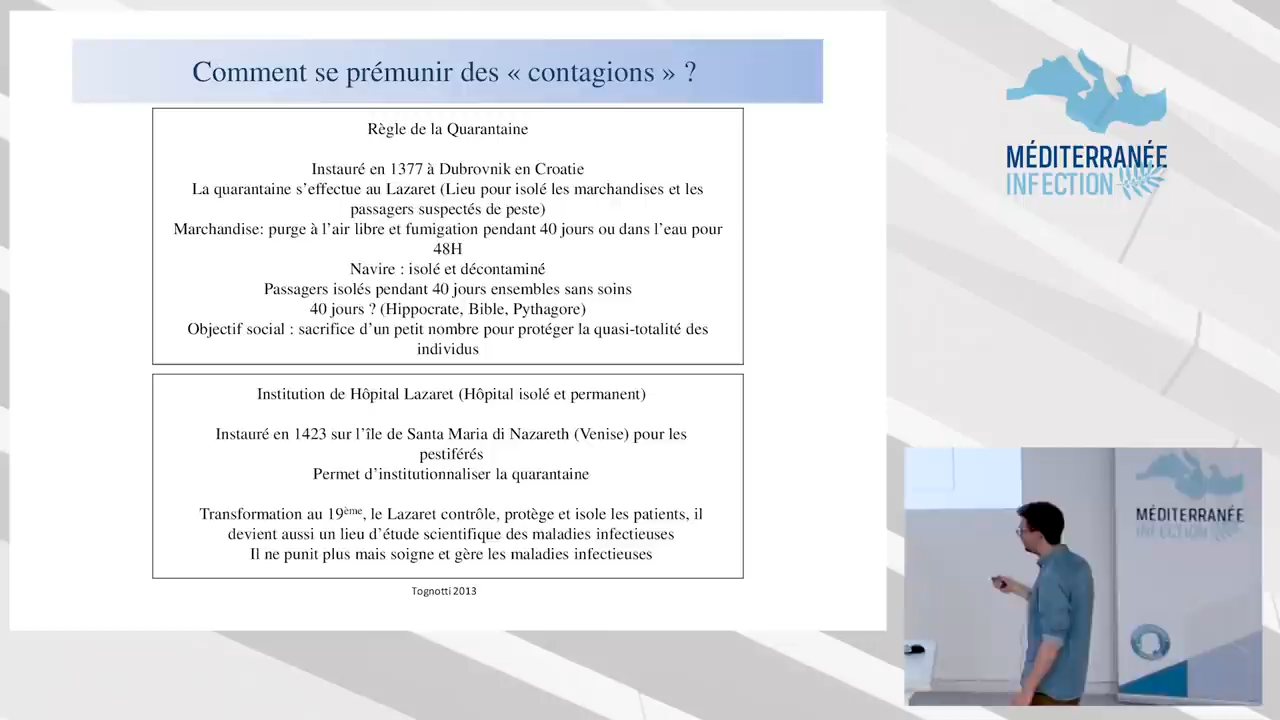 Comment se prémunir des « contagions » ?
Règle de la Quarantaine
Instauré en 1377 à Dubrovnik en Croatie
La quarantaine s’effectue au Lazaret (Lieu pour isolé les marchandises et les
passagers suspectés de peste)
Marchandise: purge à l’air libre et fumigation pendant 40 jours ou dans l’eau pour
48H
Navire : isolé et décontaminé
Passagers isolés pendant 40 jours ensembles sans soins
40 jours ? (Hippocrate, Bible, Pythagore)
Objectif social : sacrifice d’un petit nombre pour protéger la quasi-totalité des
individus
Institution de Hôpital Lazaret (Hôpital isolé et permanent)
Instauré en 1423 sur l’île de Santa Maria di Nazareth (Venise) pour les
pestiférés
Permet d’institutionnaliser la quarantaine
Transformation au 19ème, le Lazaret contrôle, protège et isole les patients, il
devient aussi un lieu d’étude scientifique des maladies infectieuses
Il ne punit plus mais soigne et gère les maladies infectieuses
Tognotti 2013
MÉDITERRANÉE
INFECTION
MÉDITERRANÉE
INFECTION